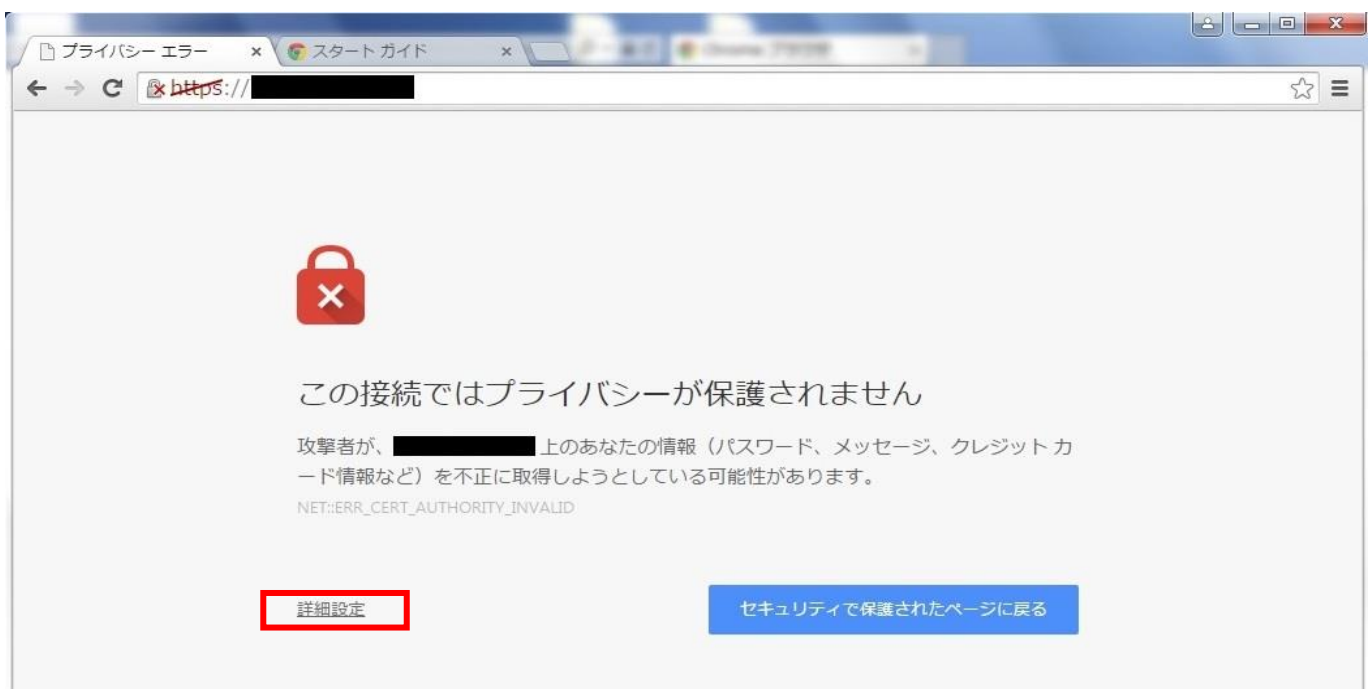 プライバシー エラー
スタート ガイド
https://
この接続ではプライバシーが保護されません
攻撃者が、 上のあなたの情報（パスワード、メッセージ、クレジット カ
ード情報など）を不正に取得しようとしている可能性があります。
NET::ERR_CERT_AUTHORITY_INVALID
詳細設定
セキュリティで保護されたページに戻る